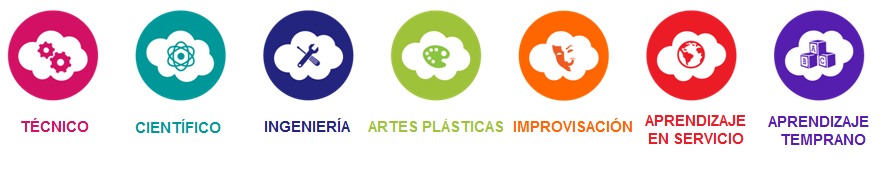 TÉCNICO
CIENTÍFICO
INGENIERÍA
ARTES PLÁSTICAS
IMPROVISACIÓN
APRENDIZAJE
EN SERVICIO
APRENDIZAJE
TEMPRANO
A
B C